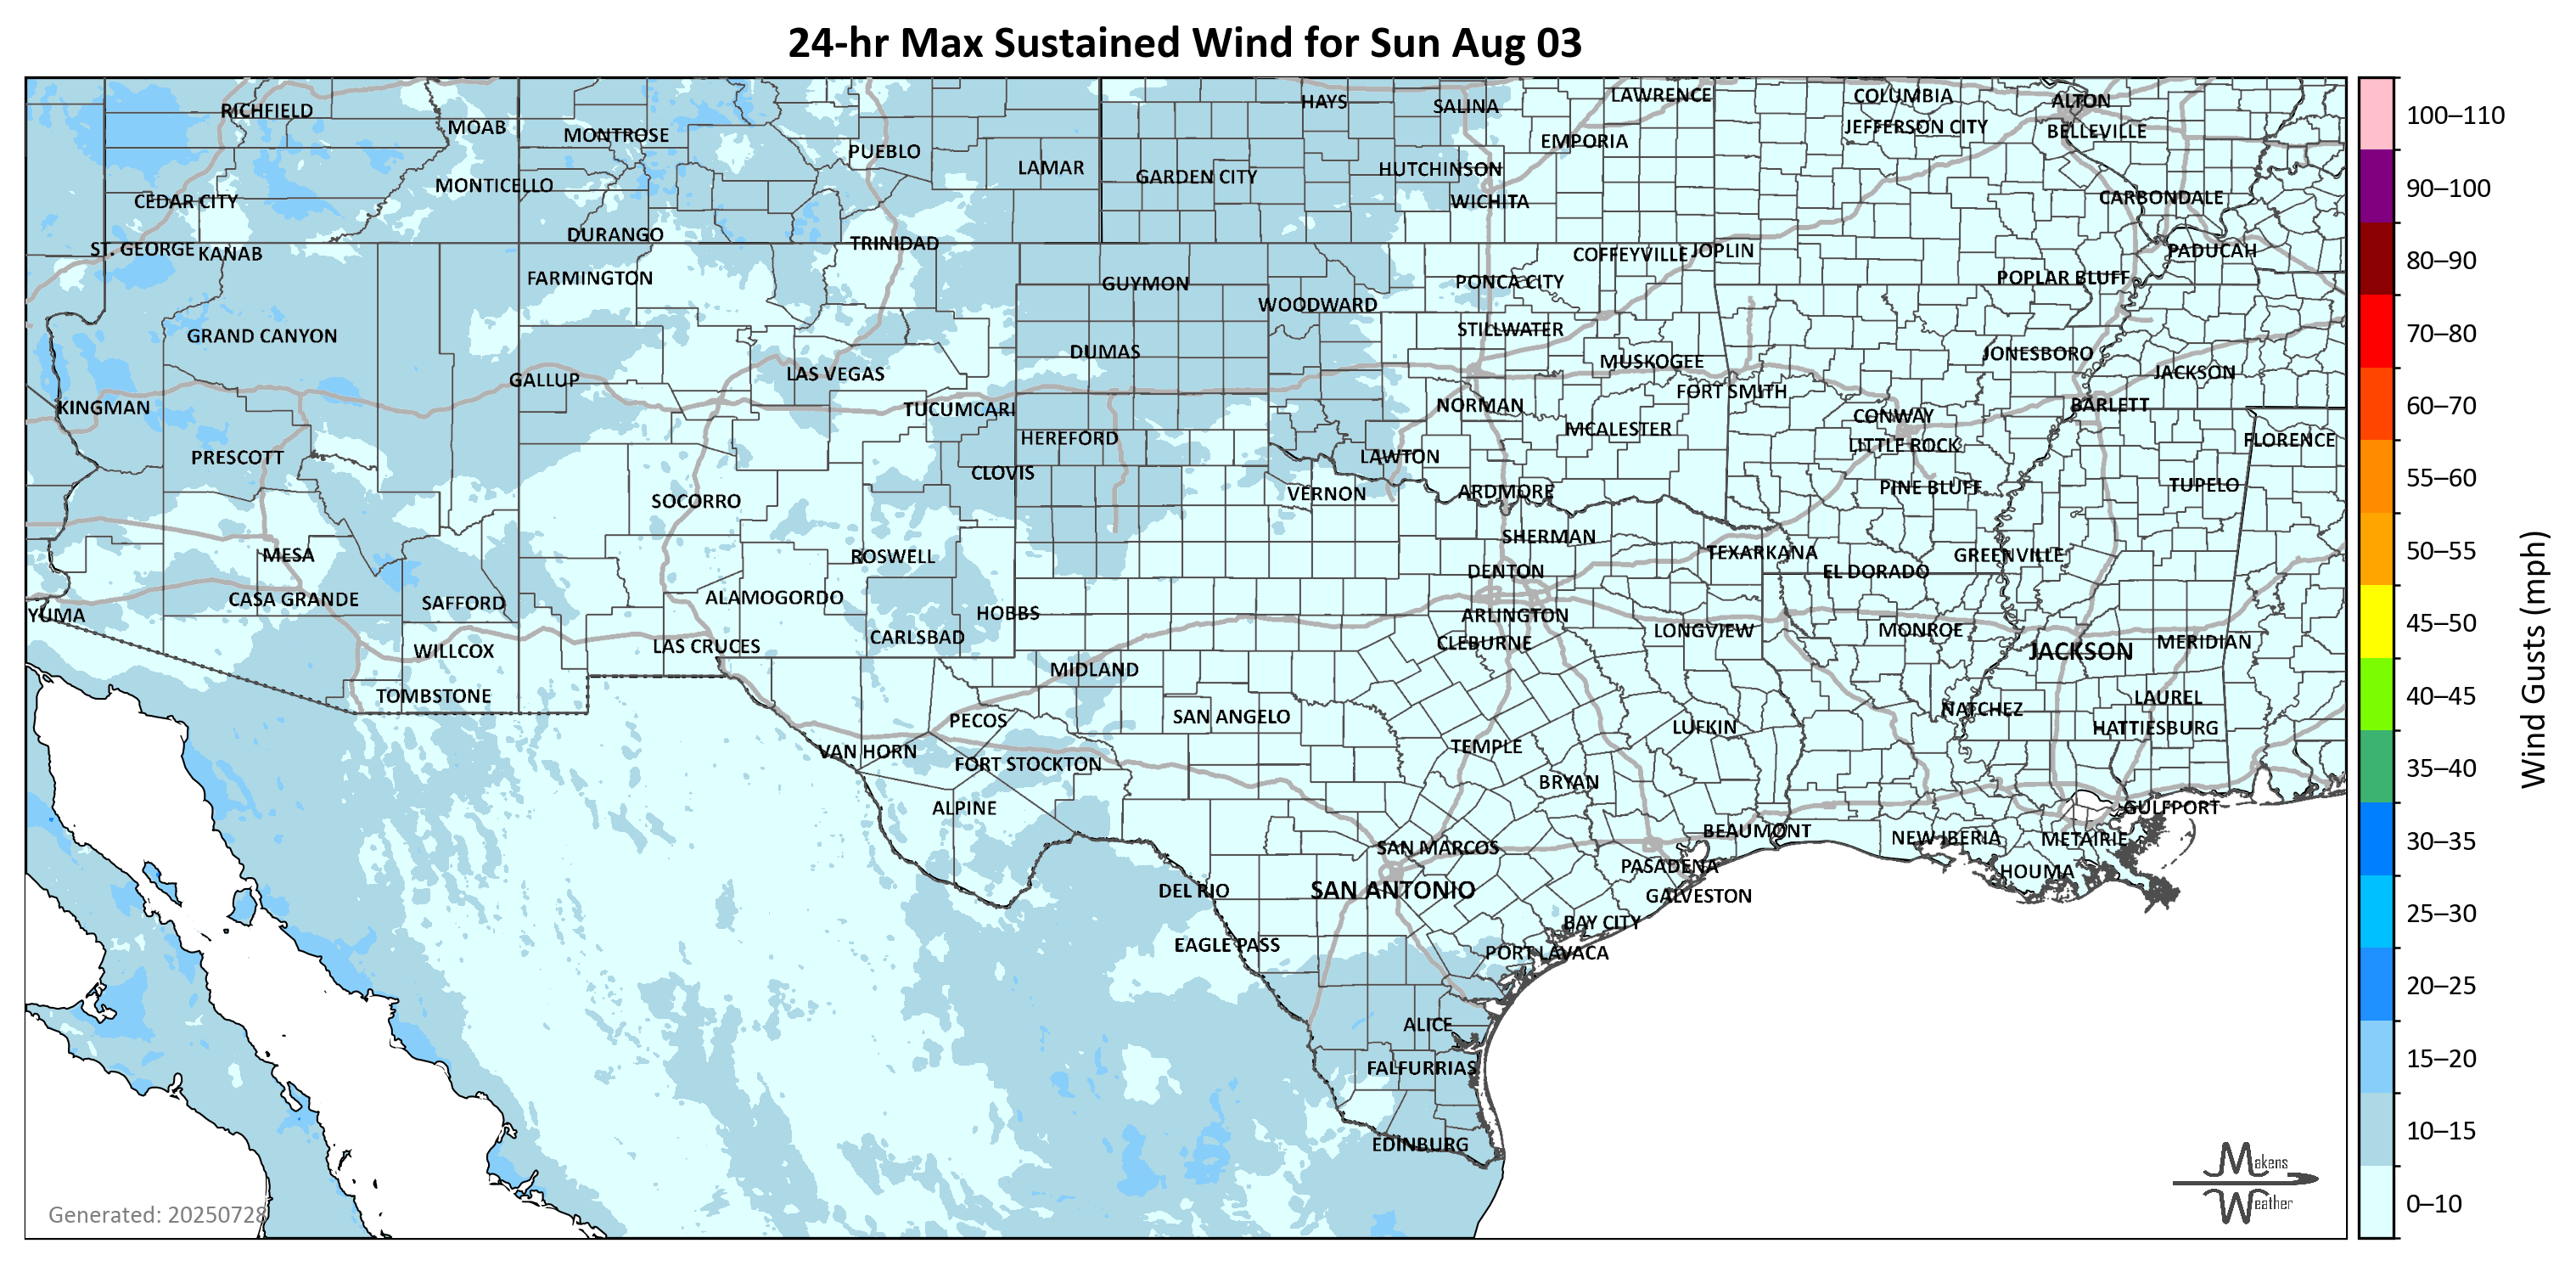 24-hr Max Sustained Wind for Sun Aug 03
RICHFIELD
MOAB
MONTROSE
PUEBLO
LAMAR
HAYS
SALINA
LAWRENCE
COLUMBIA
ALTON
EMPORIA
JEFFERSON CITY
BELLEVILLE
CEDAR CITY
MONTICELLO
GARDEN CITY
HUTCHINSON
WICHITA
CARBONDALE
ST. GEORGE
KANAB
DURANGO
TRINIDAD
COFFEYVILLE
JOPLIN
PADUCAH
FARMINGTON
GUYMON
WOODWARD
PONCA CITY
POPLAR BLUFF
GRAND CANYON
DUMAS
STILLWATER
MUSKOGEE
JONESBORO
JACKSON
KINGMAN
GALLUP
LAS VEGAS
TUCUMCARI
NORMAN
FORT SMITH
CONWAY
BARLETT
PRESCOTT
HEREFORD
CLOVIS
LAWTON
MCALESTER
LITTLE ROCK
FLORENCE
SOCORRO
VERNON
ARDMORE
PINE BLUFF
TUPELO
MESA
ROSWELL
SHERMAN
TEXARKANA
GREENVILLE
CASA GRANDE
SAFFORD
ALAMOGORDO
HOBBS
DENTON
EL DORADO
YUMA
WILLCOX
LAS CRUCES
CARLSBAD
ARLINGTON
CLEBURNE
LONGVIEW
MONROE
JACKSON
MERIDIAN
TOMBSTONE
MIDLAND
PECOS
SAN ANGELO
LUFKIN
NATCHEZ
LAUREL
HATTIESBURG
VAN HORN
FORT STOCKTON
TEMPLE
BRYAN
ALPINE
SAN MARCOS
BEAUMONT
NEW IBERIA
METAIRIE
GULFPORT
DEL RIO
SAN ANTONIO
PASADENA
GALVESTON
HOUMA
EAGLE PASS
BAY CITY
PORT LAVACA
ALICE
FALFURRIAS
EDINBURG
Generated: 20250728
Makens
Weather
100–110
90–100
80–90
70–80
60–70
55–60
50–55
45–50
40–45
35–40
30–35
25–30
20–25
15–20
10–15
0–10
Wind Gusts (mph)